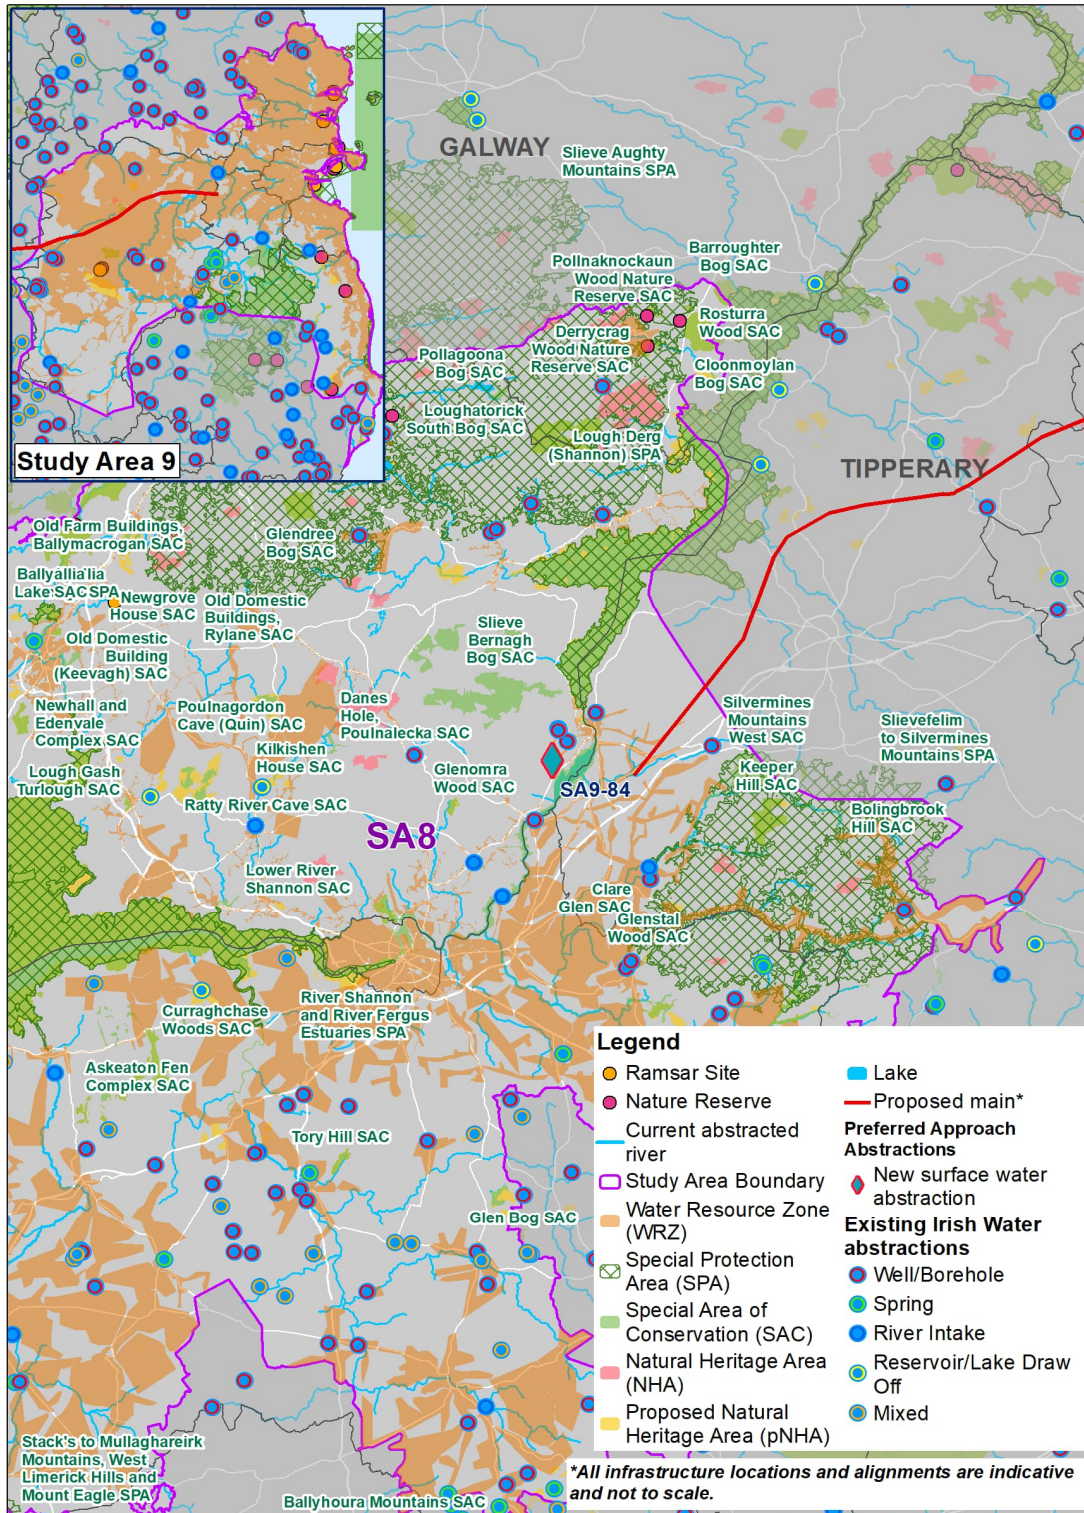 Study Area 9
GALWAY
Slieve Aughty
Mountains SPA
Barroughter
Bog SAC
Pollnaknockaun
Wood Nature
Reserve SAC
Rosturra
Wood SAC
Derrycrag
Wood Nature
Reserve SAC
Pollagoona
Bog SAC
Cloonmoylan
Bog SAC
Loughatorick
South Bog SAC
Lough Derg
(Shannon) SPA
TIPPERARY
Old Farm Buildings,
Ballymacrogan SAC
Glendree
Bog SAC
Ballyallia
Lake SAC SPA
Newgrove
House SAC
Old Domestic
Buildings,
Rylane SAC
Old Domestic
Building
(Keevagh) SAC
Slieve
Bernagh
Bog SAC
Newhall and
Edenvale
Complex SAC
Poulnagordon
Cave (Quin) SAC
Danes
Hole,
Poulnalecka SAC
Silvermines
Mountains
West SAC
Slievefelim
to Silvermines
Mountains SPA
Kilkishen
House SAC
Lough Gash
Turlough SAC
Glenomra
Wood SAC
Keeper
Hill SAC
SA9-84
Ratty River Cave SAC
Bolingbrook
Hill SAC
SA8
Lower River
Shannon SAC
Clare
Glen SAC
Glenstal
Wood SAC
Curraghchase
Woods SAC
River Shannon
and River Fergus
Estuaries SPA
Askeaton Fen
Complex SAC
Tory Hill SAC
Glen Bog SAC
Stack's to Mullaghareirk
Mountains, West
Limerick Hills and
Mount Eagle SPA
Ballyhoura Mountains SAC
Legend
Ramsar Site
Nature Reserve
Current abstracted
river
Study Area Boundary
Water Resource Zone
(WRZ)
Special Protection
Area (SPA)
Special Area of
Conservation (SAC)
Natural Heritage Area
(NHA)
Proposed Natural
Heritage Area (pNHA)
Lake
Proposed main*
Preferred Approach
Abstractions
New surface water
abstraction
Existing Irish Water
abstractions
Well/Borehole
Spring
River Intake
Reservoir/Lake Draw
Off
Mixed
*All infrastructure locations and alignments are indicative
and not to scale.